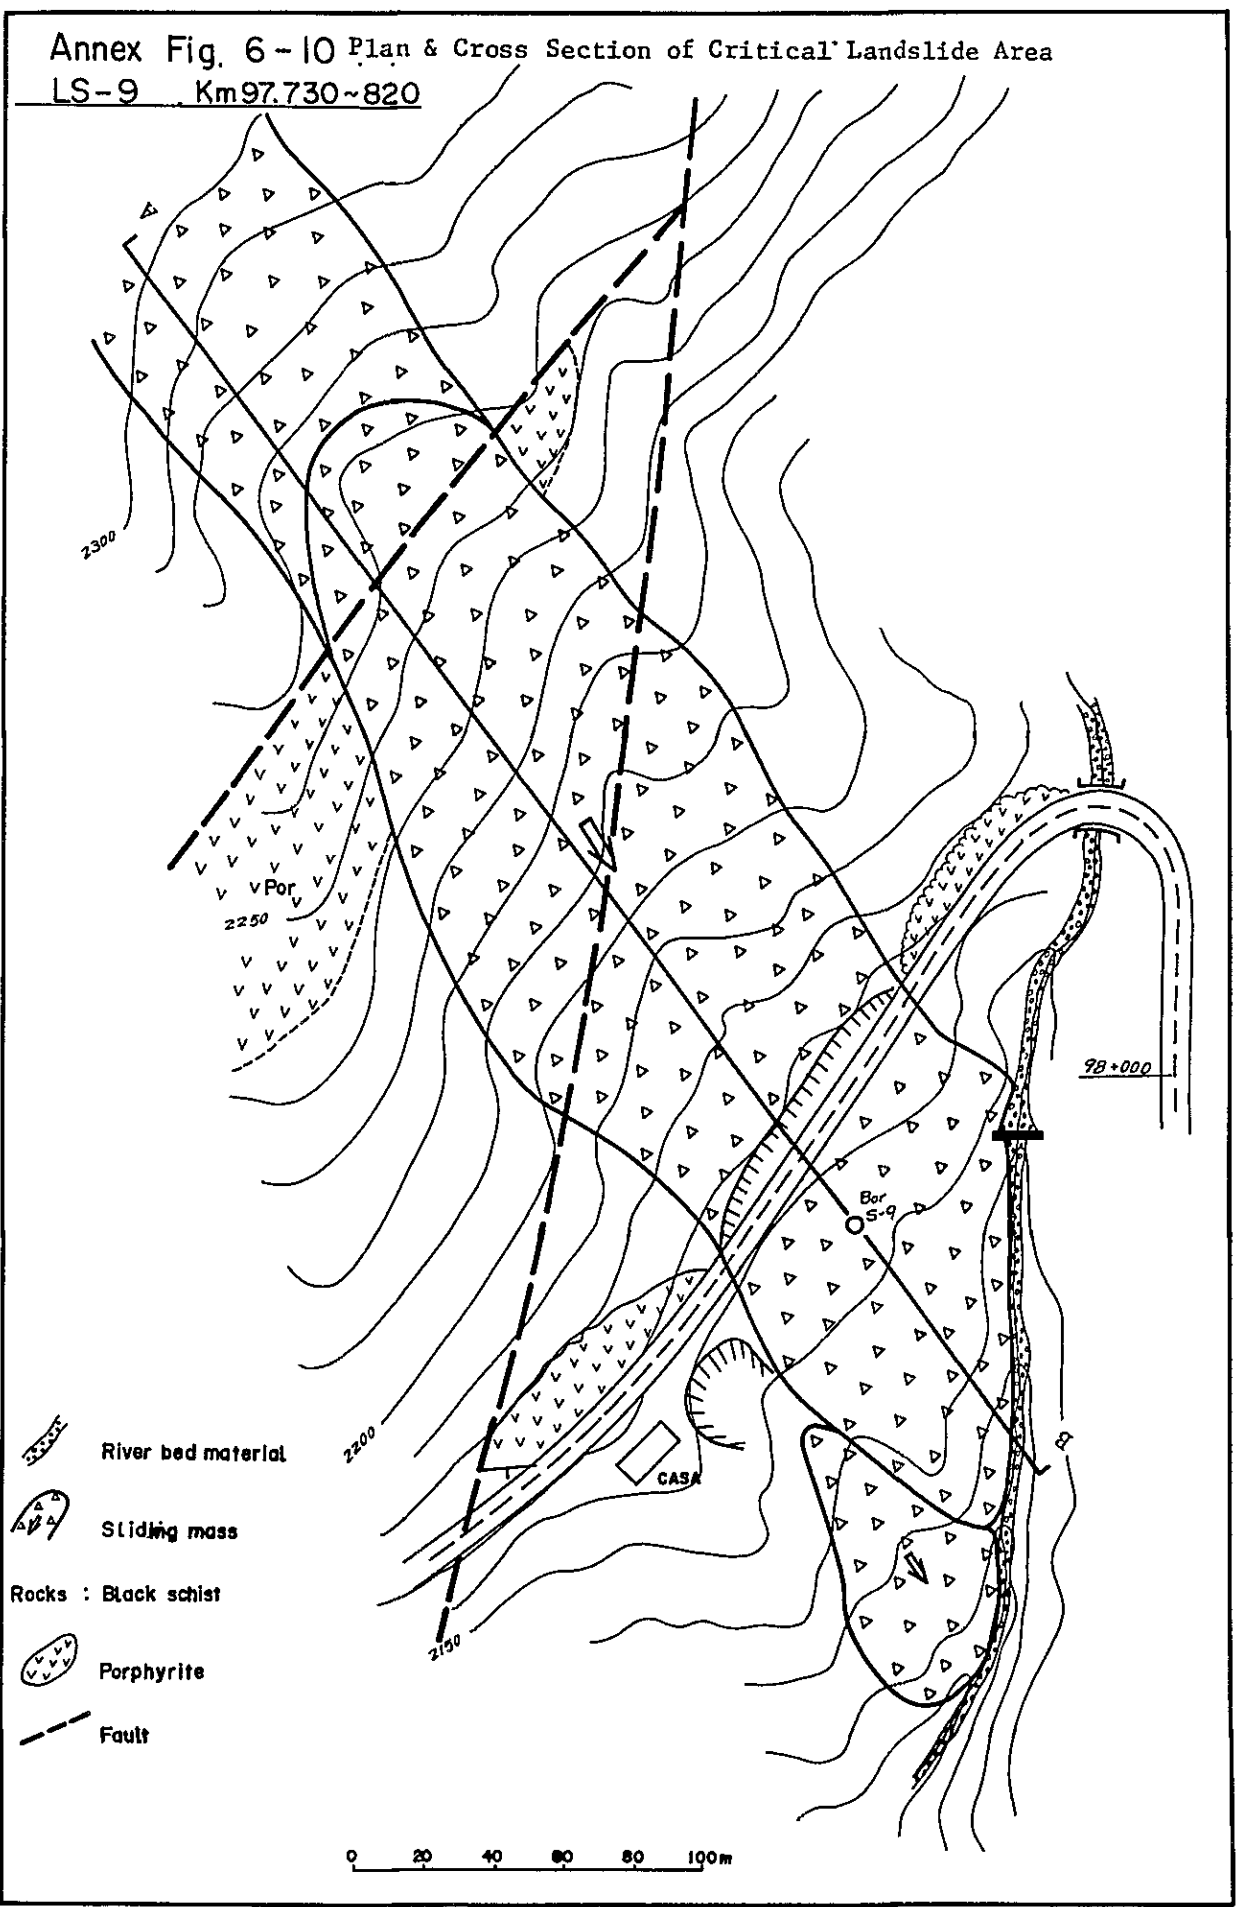 Annex Fig. 6-10 Plan & Cross Section of Critical Landslide Area
LS-9 Km97.730~820
A
2300
Por
2250
98+000
Bor
S-9
B
2200
CASA
2150
River bed material
Sliding mass
Rocks : Black schist
Porphyrite
Fault
0 20 40 60 80 100m